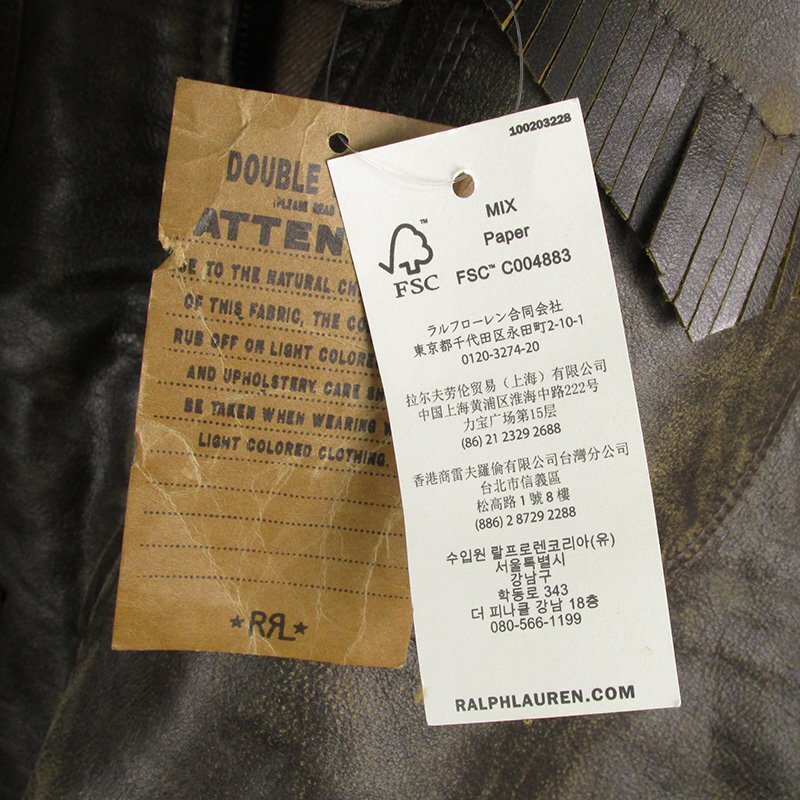 DOUBLE
(PLEASE READ
ATTEN
E TO THE NATURAL CH
OF THIS FABRIC, THE CO
RUB OFF ON LIGHT COLORE
AND UPHOLSTERY. CARE SH
BE TAKEN WHEN WEARING W
LIGHT COLORED CLOTHING.
★RRL★
100203228
FSC™
MIX
Paper
FSC™ C004883
ラルフローレン合同会社
東京都千代田区永田町2-10-1
0120-3274-20
拉尔夫劳伦贸易（上海）有限公司
中国上海黄浦区淮海中路222号
力宝广场第15层
(86) 21 2329 2688
香港商雷夫羅倫有限公司台灣分公司
台北市信義區
松高路 1 號 8 樓
(886) 2 8729 2288
수입원 랄프로렌코리아(유)
서울특별시
강남구
학동로 343
더 피나클 강남 18층
080-566-1199
RALPHLAUREN.COM